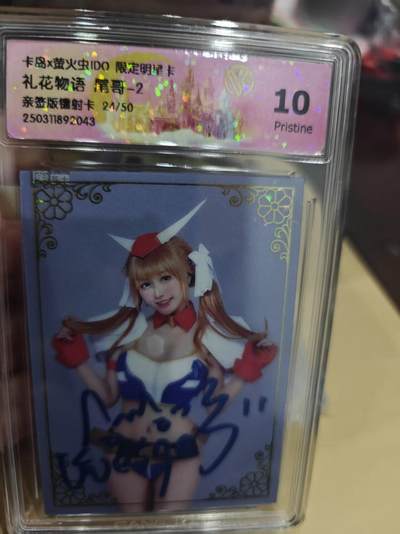 卡岛x萤火虫IDO 限定明星卡
礼花物语 雨哥-2
亲签版镭射卡 24/50
250311892043
10
Pristine